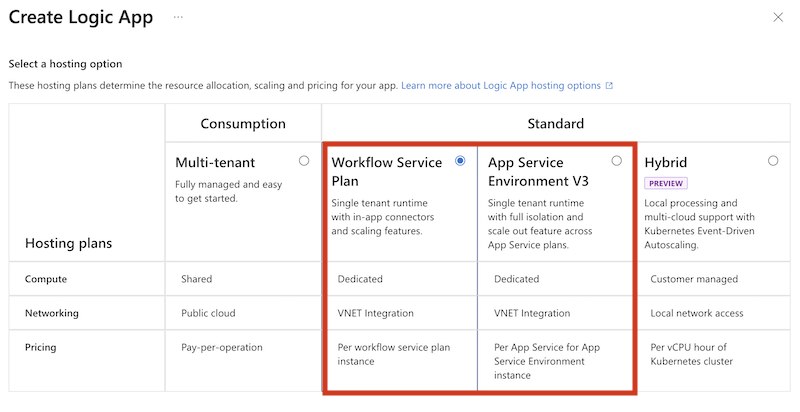 Create Logic App ...
Select a hosting option
These hosting plans determine the resource allocation, scaling and pricing for your app. Learn more about Logic App hosting options
Consumption
Standard
Hosting plans
Multi-tenant
Fully managed and easy
to get started.
Workflow Service
Plan
Single tenant runtime
with in-app connectors
and scaling features.
App Service
Environment V3
Single tenant runtime
with full isolation and
scale out feature across
App Service plans.
Hybrid
PREVIEW
Local processing and
multi-cloud support with
Kubernetes Event-Driven
Autoscaling.
Compute
Shared
Dedicated
Dedicated
Customer managed
Networking
Public cloud
VNET Integration
VNET Integration
Local network access
Pricing
Pay-per-operation
Per workflow service plan
instance
Per App Service for App
Service Environment
instance
Per vCPU hour of
Kubernetes cluster